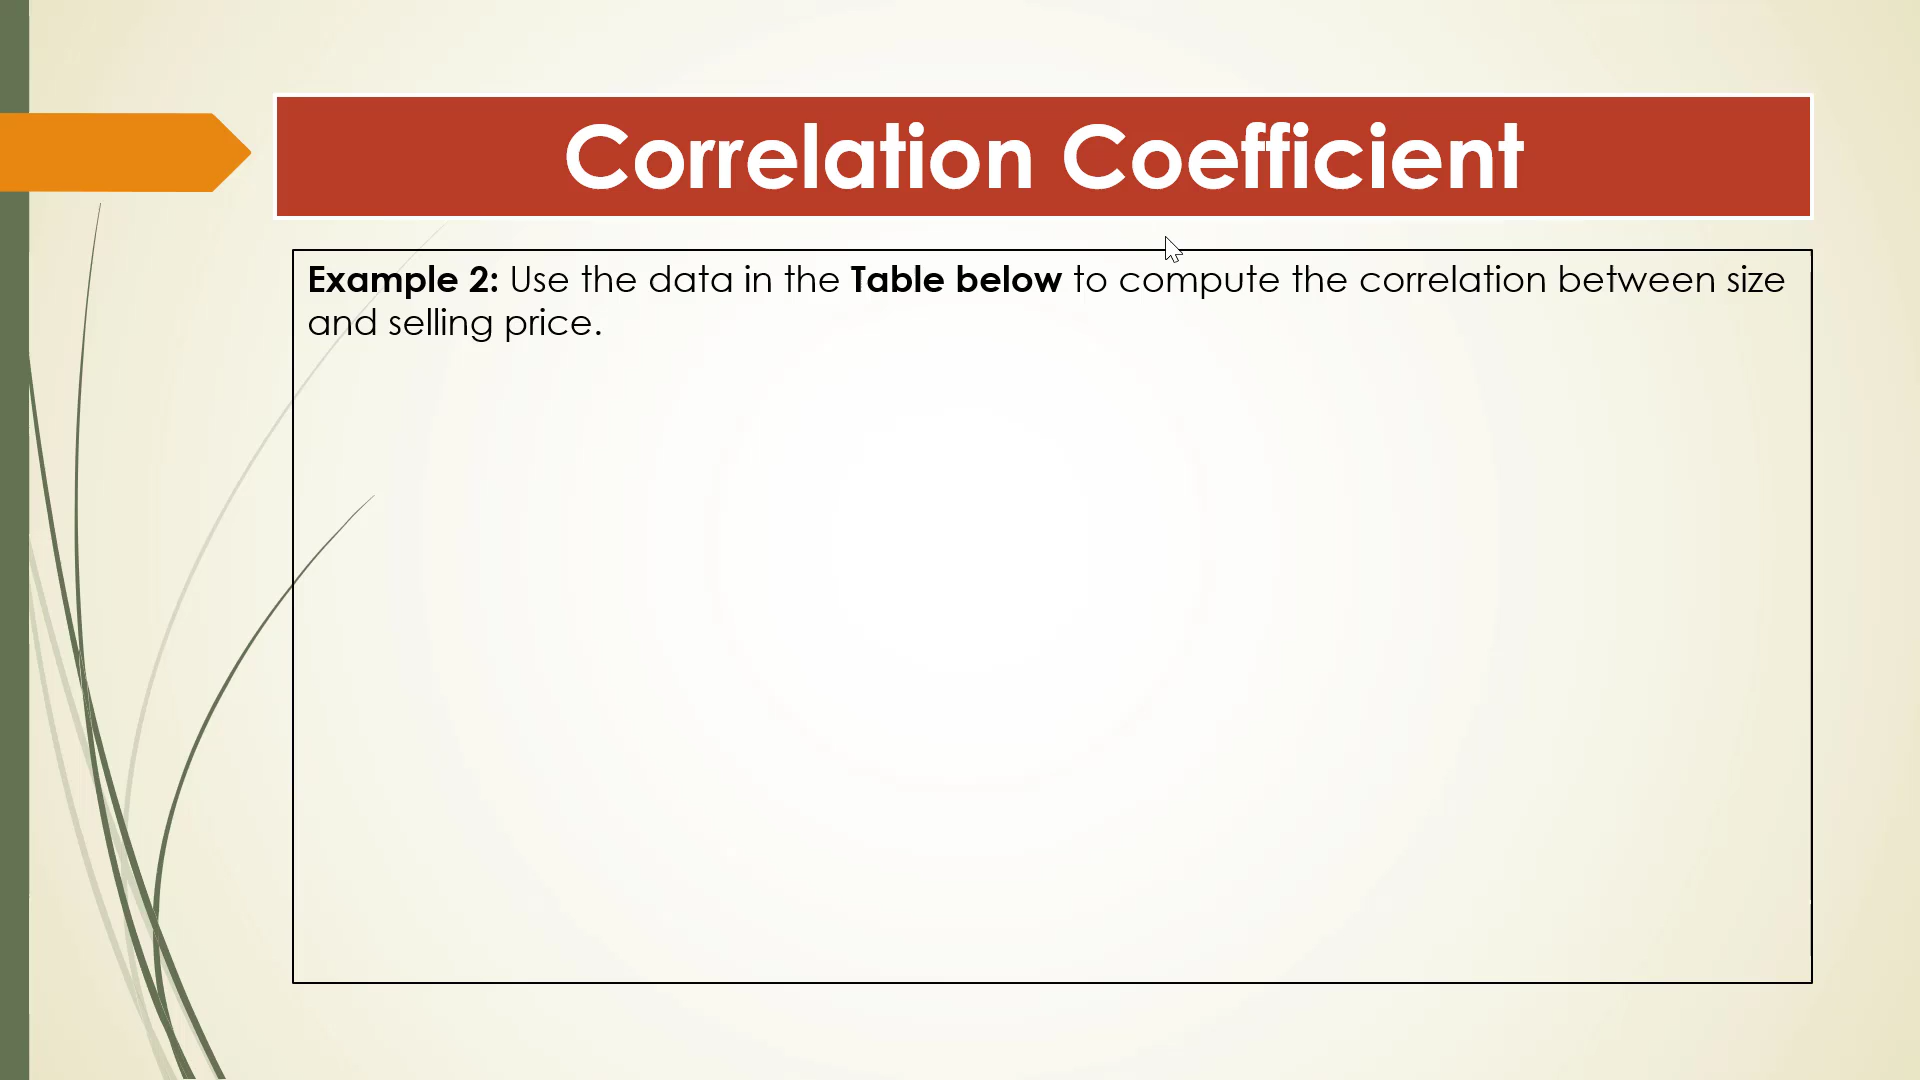 Correlation Coefficient
Example 2: Use the data in the Table below to compute the correlation between size
and selling price.